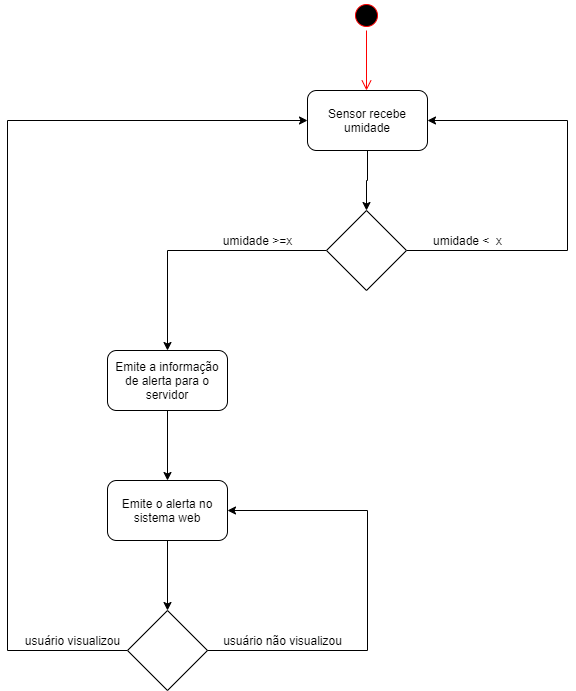 Sensor recebe
umidade
umidade >=x
umidade < x
Emite a informação
de alerta para o
servidor
Emite o alerta no
sistema web
usuário visualizou
usuário não visualizou